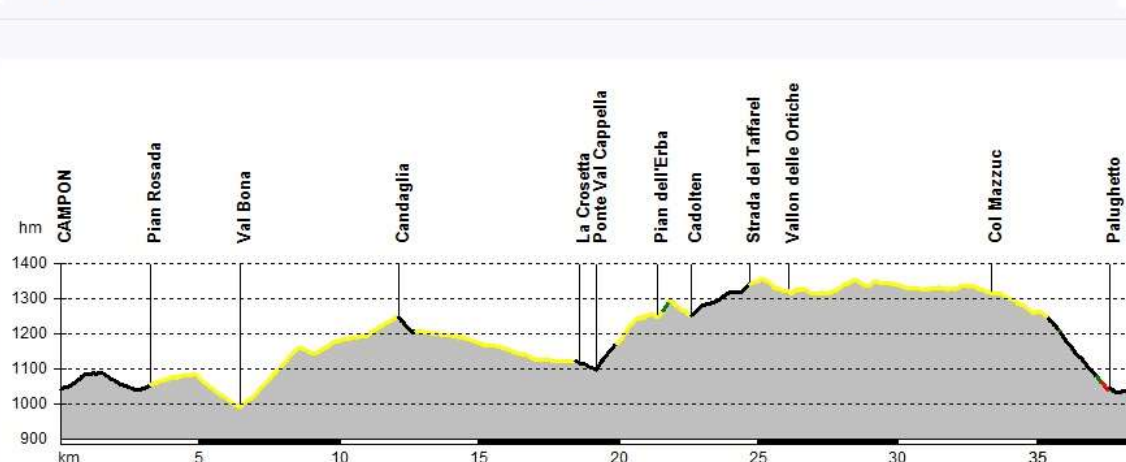 CAMPON
Pian Rosada
Val Bona
Candaglia
La Crosetta
Ponte Val Cappella
Pian dell'Erba
Cadolten
Strada del Taffarel
Vallon delle Ortiche
Col Mazzuc
Palughetto
hm
1400
1300
1200
1100
1000
900
km 5 10 15 20 25 30 35